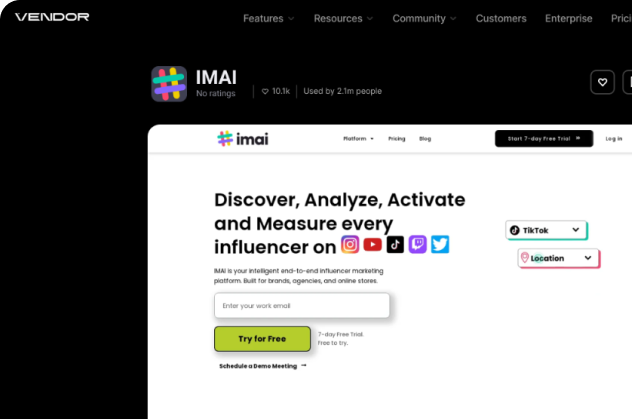 VENDOR
Features Resources Community Customers Enterprise
IMAI
No ratings 10.1k Used by 2.1m people
imai Platform Pricing Blog Start 7-day Free Trial Log In
Discover, Analyze, Activate
and Measure every
influencer on
TikTok
Location
IMAI is your intelligent end-to-end influencer marketing
platform. Built for brands, agencies, and online stores.
Enter your work email
Try for Free
7-day Free Trial.
Free to try.
Schedule a Demo Meeting →